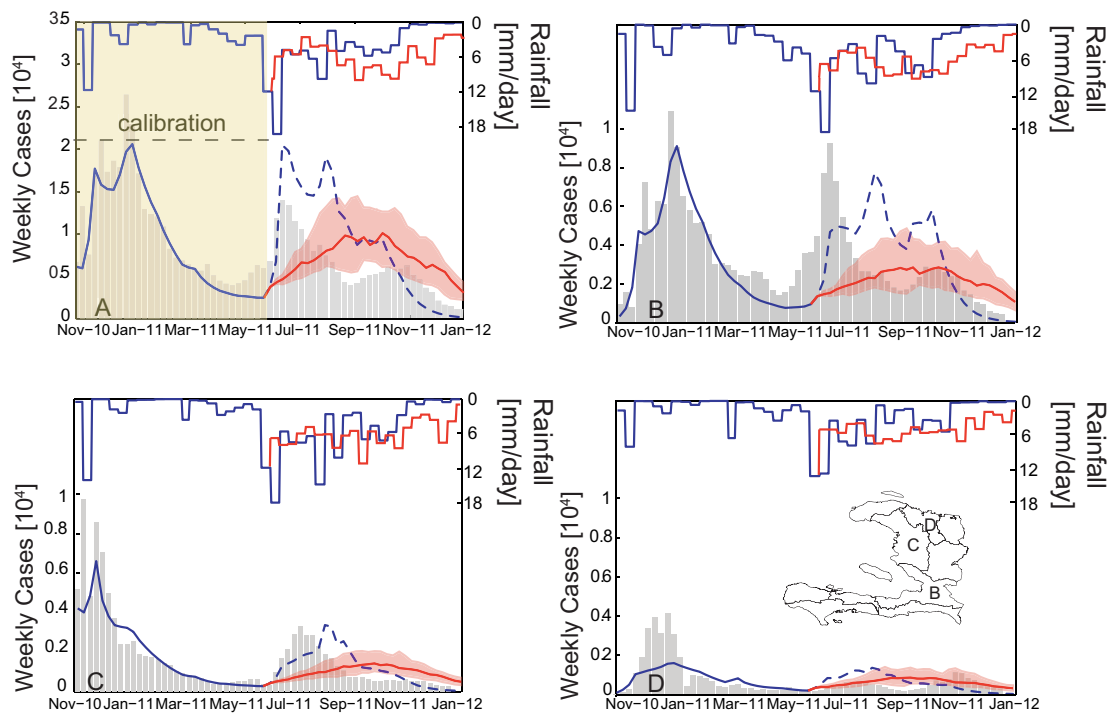 Weekly Cases [10⁴]
35
3
2.5
2
1.5
1
0.5
0
calibration
A
0
6
12
18
Rainfall
[mm/day]
Nov−10 Jan−11 Mar−11 May−11 Jul−11 Sep−11 Nov−11 Jan−12
Weekly Cases [10⁴]
1
0.8
0.6
0.4
0.2
0
B
0
6
12
18
Rainfall
[mm/day]
Nov−10 Jan−11 Mar−11 May−11 Jul−11 Sep−11 Nov−11 Jan−12
Weekly Cases [10⁴]
1
0.8
0.6
0.4
0.2
0
C
0
6
12
18
Rainfall
[mm/day]
Nov−10 Jan−11 Mar−11 May−11 Jul−11 Sep−11 Nov−11 Jan−12
Weekly Cases [10⁴]
1
0.8
0.6
0.4
0.2
0
D
D
C
B
0
6
12
18
Rainfall
[mm/day]
Nov−10 Jan−11 Mar−11 May−11 Jul−11 Sep−11 Nov−11 Jan−12